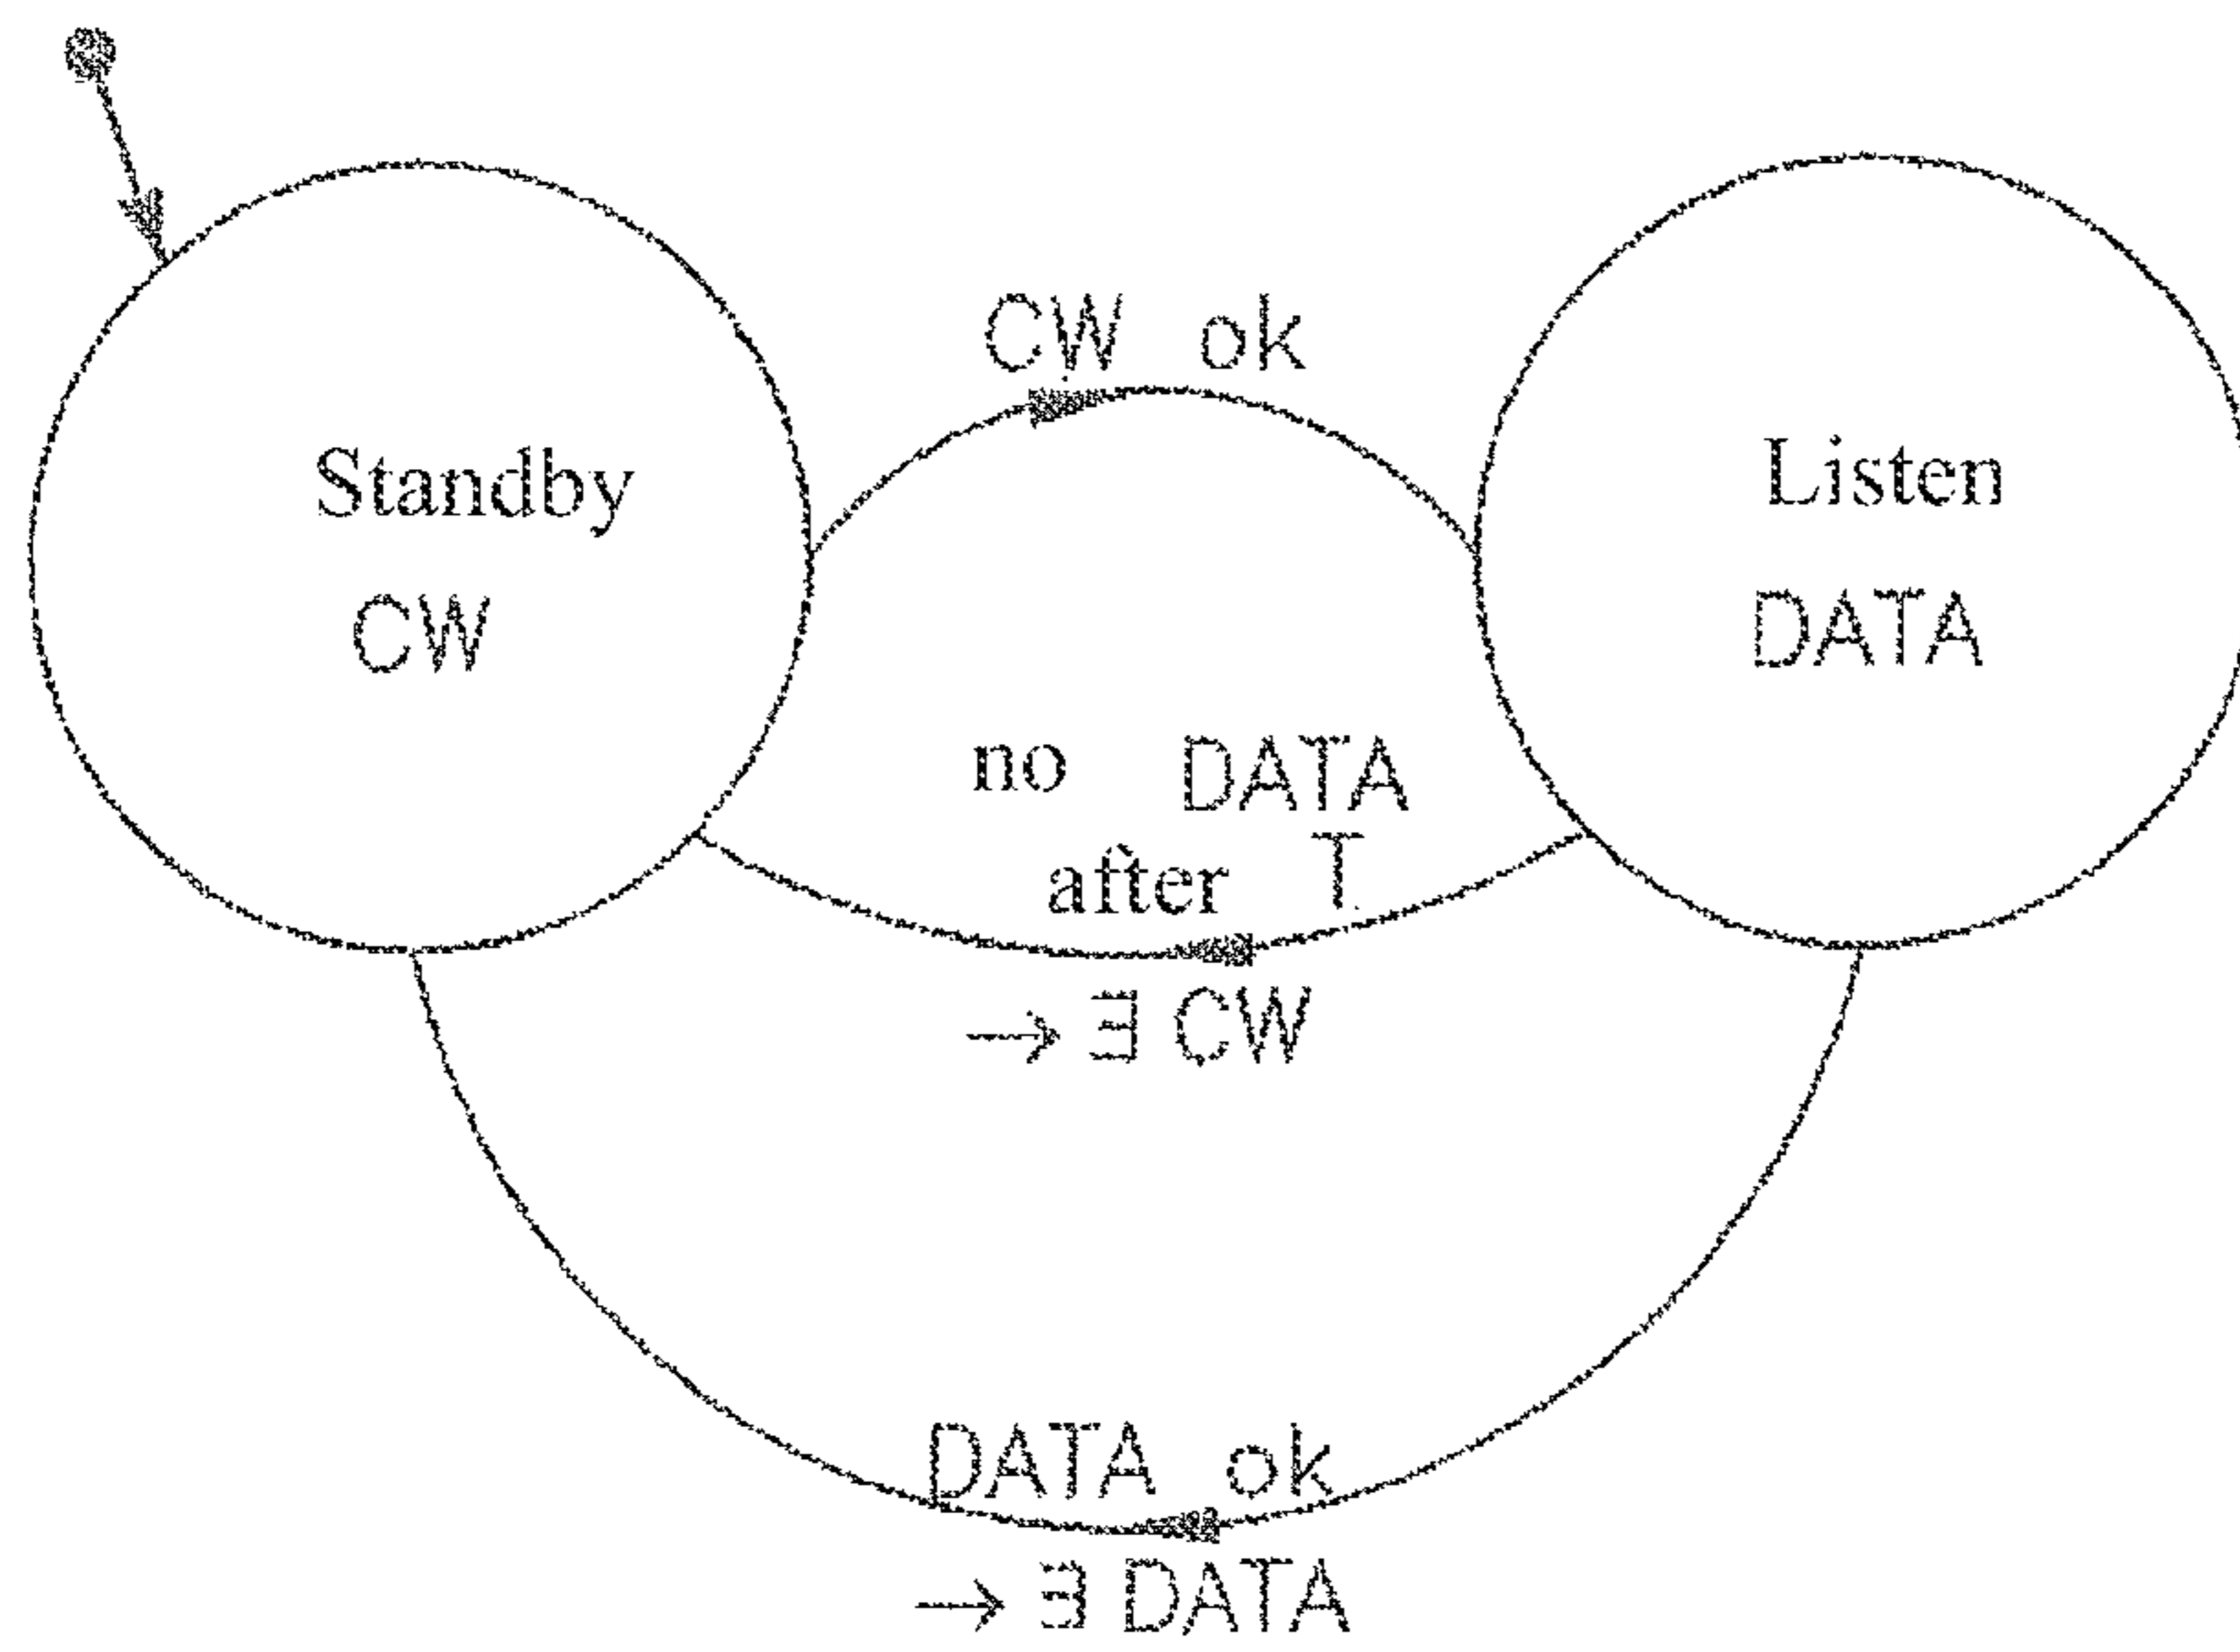 CW ok
Standby
CW
Listen
DATA
no DATA
after T
→ ∃ CW
DATA ok
→ ∃ DATA